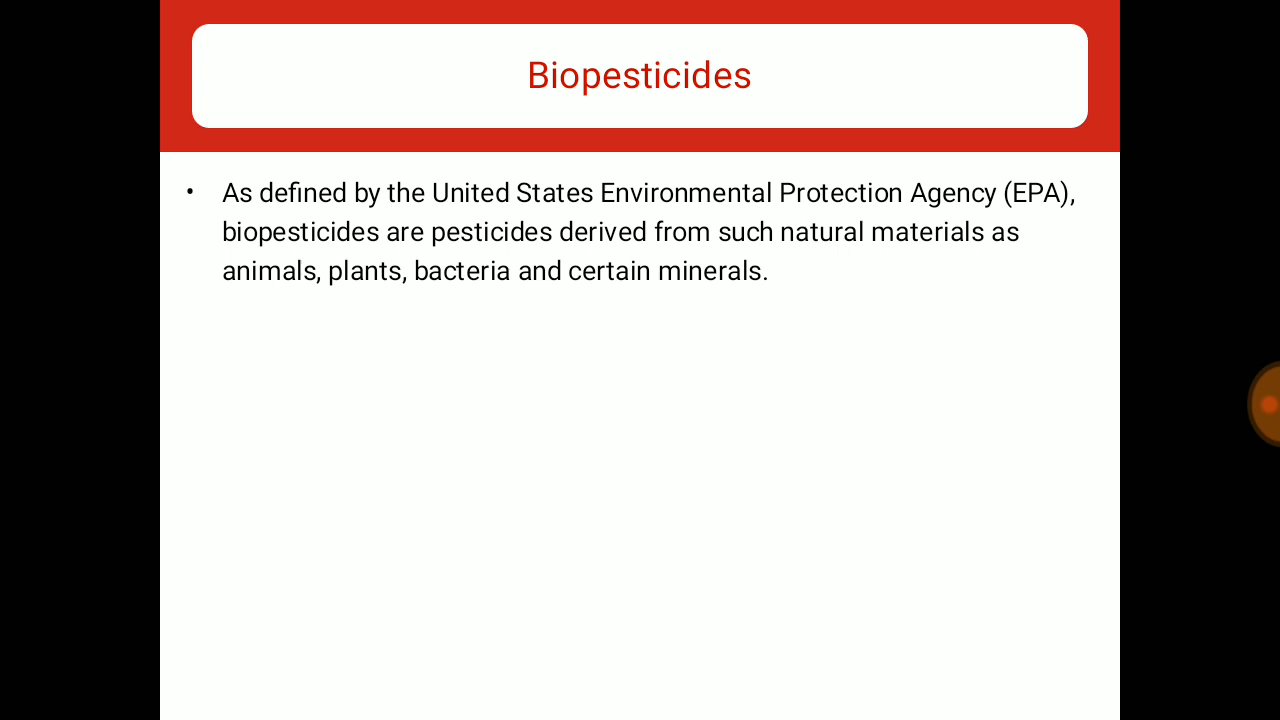 Biopesticides
• As defined by the United States Environmental Protection Agency (EPA),
biopesticides are pesticides derived from such natural materials as
animals, plants, bacteria and certain minerals.